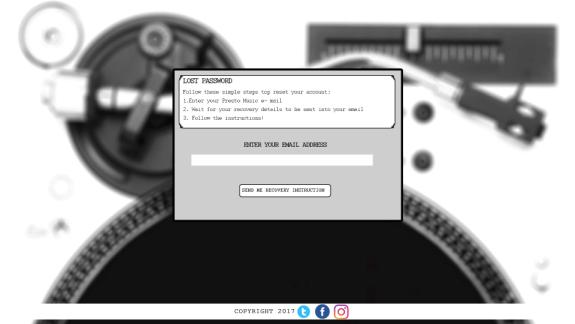 LOST PASSWORD
Follow these simple steps top reset your account:
1.Enter your Presto Music e- mail
2. Wait for your recovery details to be sent into your email
3. Follow the instructions!
ENTER YOUR EMAIL ADDRESS
SEND ME RECOVERY INSTRUCTION
COPYRIGHT 2017